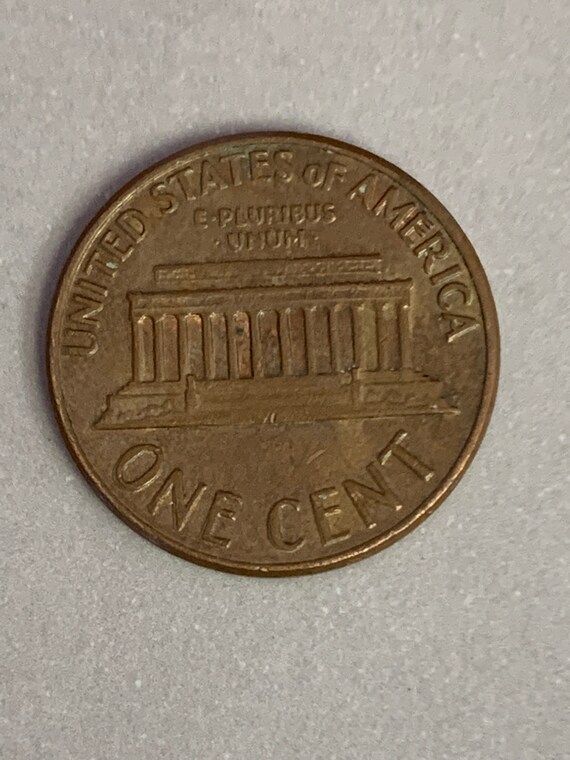 UNITED STATES OF AMERICA
E·PLURIBUS
·UNUM·
ONE CENT